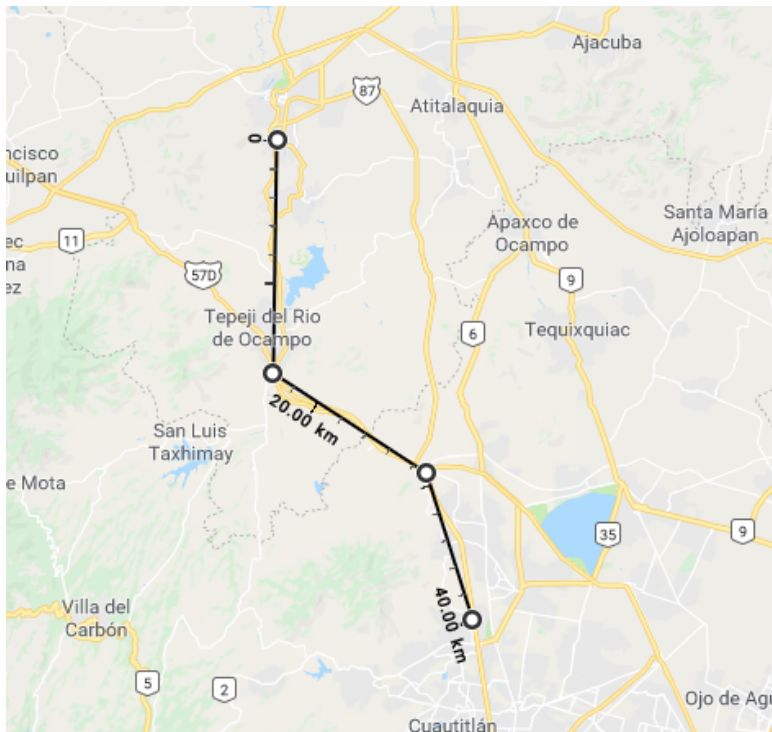 Ajacuba
87
Atitalaquia
0
ncisco
uilpan
Santa María
Ajoloapan
Apaxco de
Ocampo
11
ec
na
ez
57D
9
Tepeji del Rio
de Ocampo
6
Tequixquiac
20.00 km
San Luis
Taxhimay
e Mota
35
9
40.00 km
Villa del
Carbón
5
2
Ojo de Agu
Cuautitlán